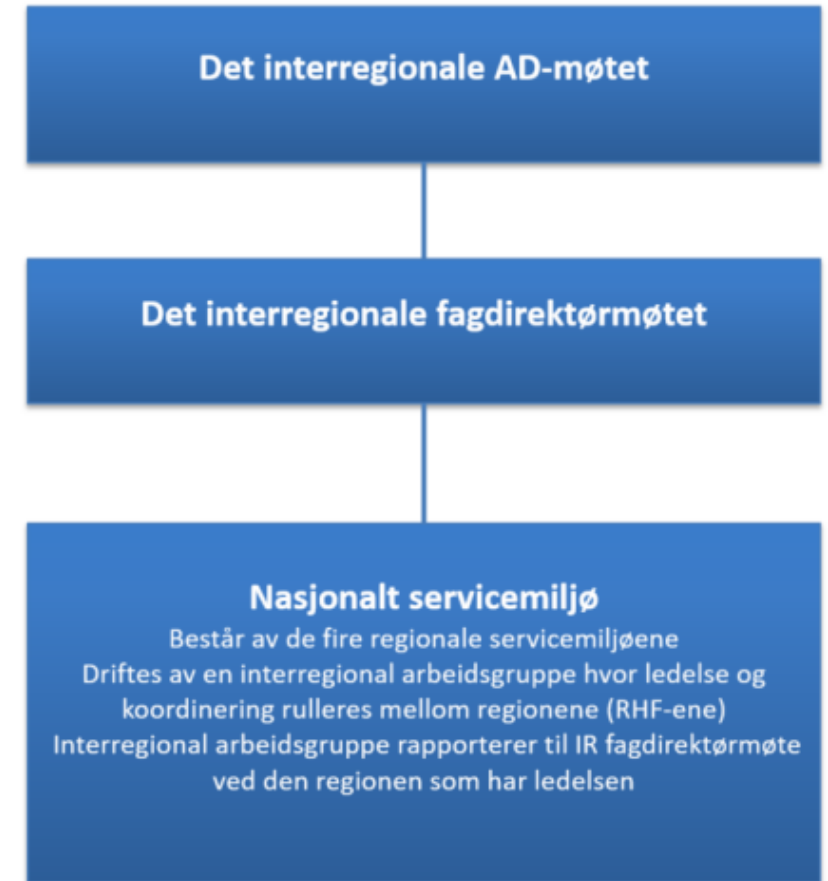 Det interregionale AD-møtet
Det interregionale fagdirektørmøtet
Nasjonalt servicemiljø
Består av de fire regionale servicemiljøene
Driftes av en interregional arbeidsgruppe hvor ledelse og
koordinering rulleres mellom regionene (RHF-ene)
Interregional arbeidsgruppe rapporterer til IR fagdirektørmøte
ved den regionen som har ledelsen